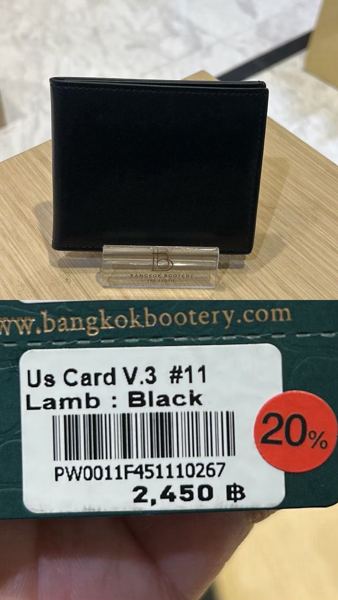 BANGKOK BOOTERY
www.bangkokbootery.com
Us Card V.3 #11
Lamb : Black
20%
PW0011F451110267
2,450 ฿